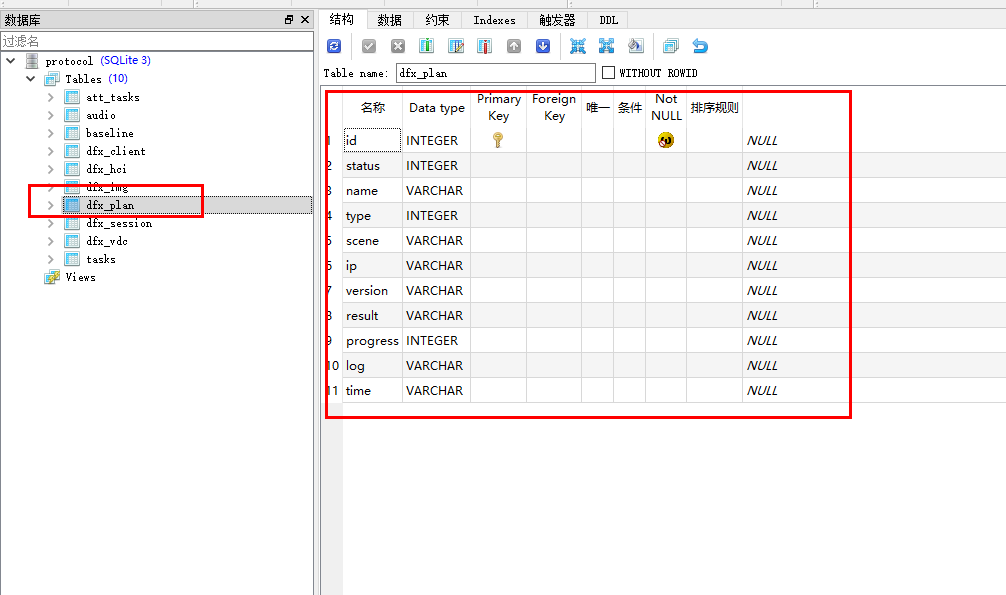 数据库
过滤名
protocol (SQLite 3)
Tables (10)
att_tasks
audio
baseline
dfx_client
dfx_hci
dfx_img
dfx_plan
dfx_session
dfx_vdc
tasks
Views
结构 数据 约束 Indexes 触发器 DDL
Table name: dfx_plan WITHOUT ROWID
名称 Data type Primary Key Foreign Key 唯一 条件 Not NULL 排序规则
1 id INTEGER NULL
2 status INTEGER NULL
3 name VARCHAR NULL
4 type INTEGER NULL
5 scene VARCHAR NULL
6 ip VARCHAR NULL
7 version VARCHAR NULL
8 result VARCHAR NULL
9 progress INTEGER NULL
10 log VARCHAR NULL
11 time VARCHAR NULL